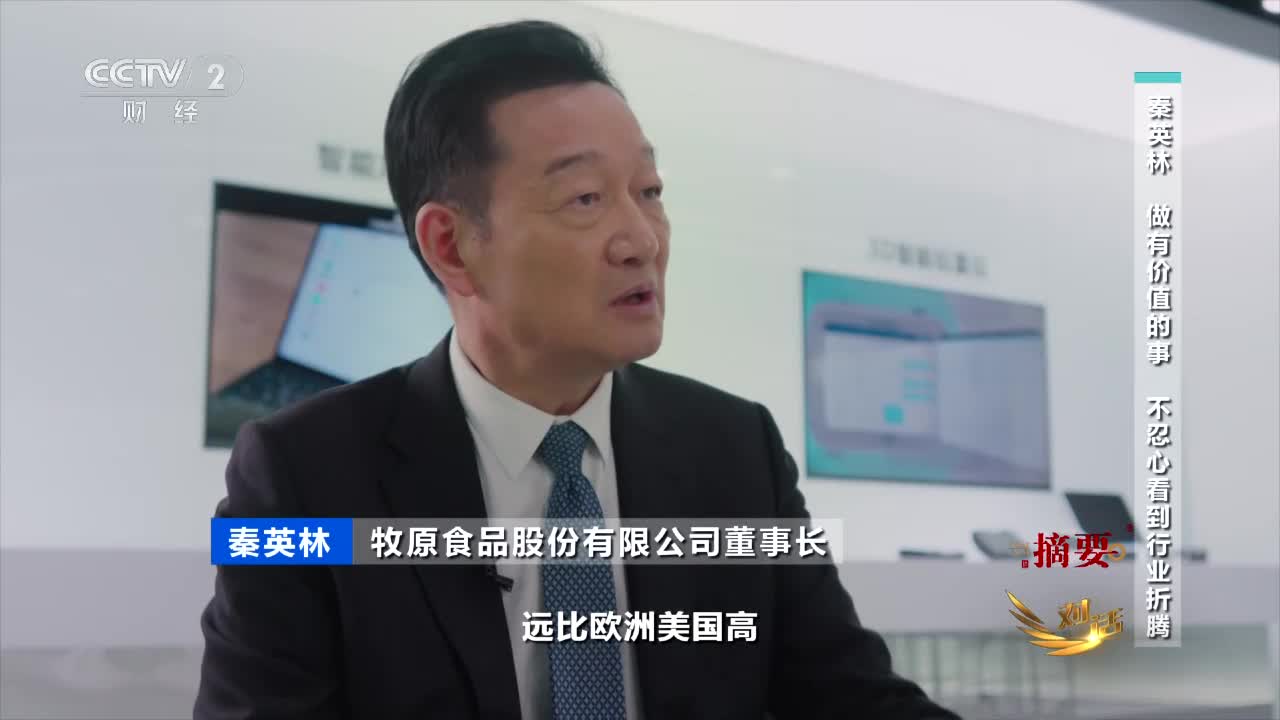 CCTV 2
财 经
智能
秦英林 做有价值的事 不忍心看到行业折腾
秦英林 牧原食品股份有限公司董事长
摘要
对话
远比欧洲美国高